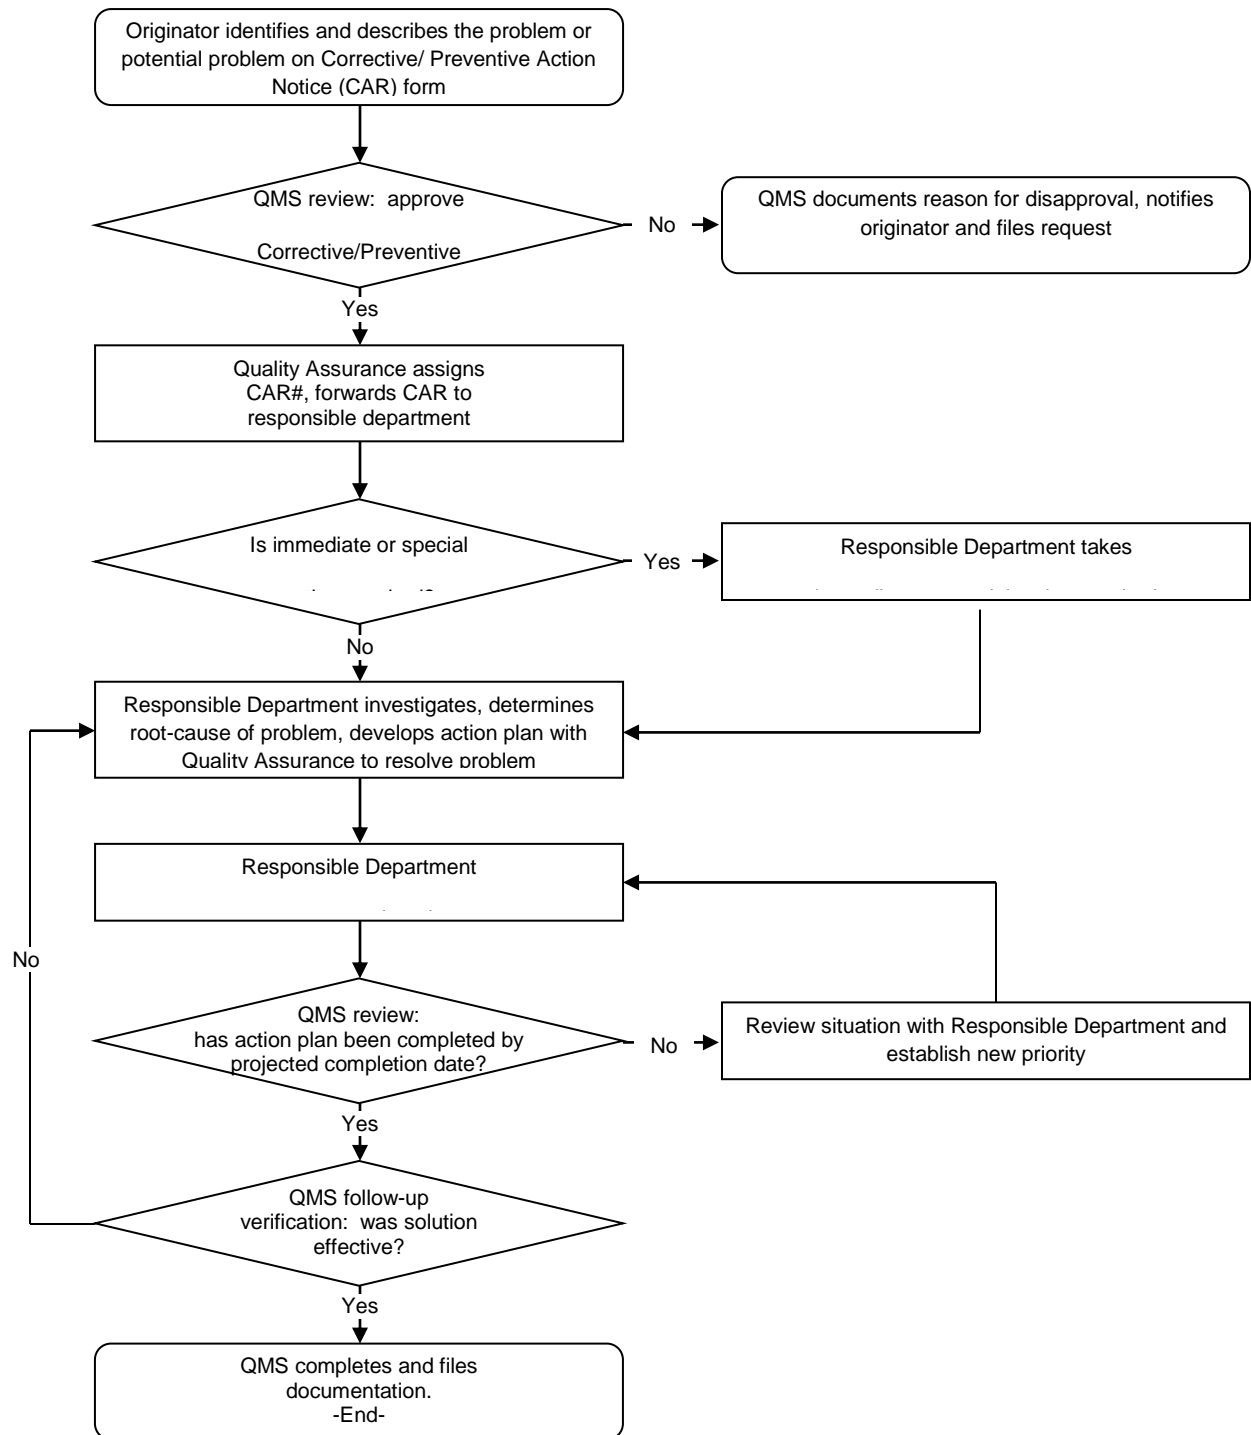 Originator identifies and describes the problem or
potential problem on Corrective/ Preventive Action
Notice (CAR) form
QMS review:  approve
Corrective/Preventive
No
QMS documents reason for disapproval, notifies
originator and files request
Yes
Quality Assurance assigns
CAR#, forwards CAR to
responsible department
Is immediate or special
Yes
Responsible Department takes
No
Responsible Department investigates, determines
root-cause of problem, develops action plan with
Quality Assurance to resolve problem
Responsible Department
No
QMS review:
has action plan been completed by
projected completion date?
No
Review situation with Responsible Department and
establish new priority
Yes
QMS follow-up
verification:  was solution
effective?
Yes
QMS completes and files
documentation.
-End-